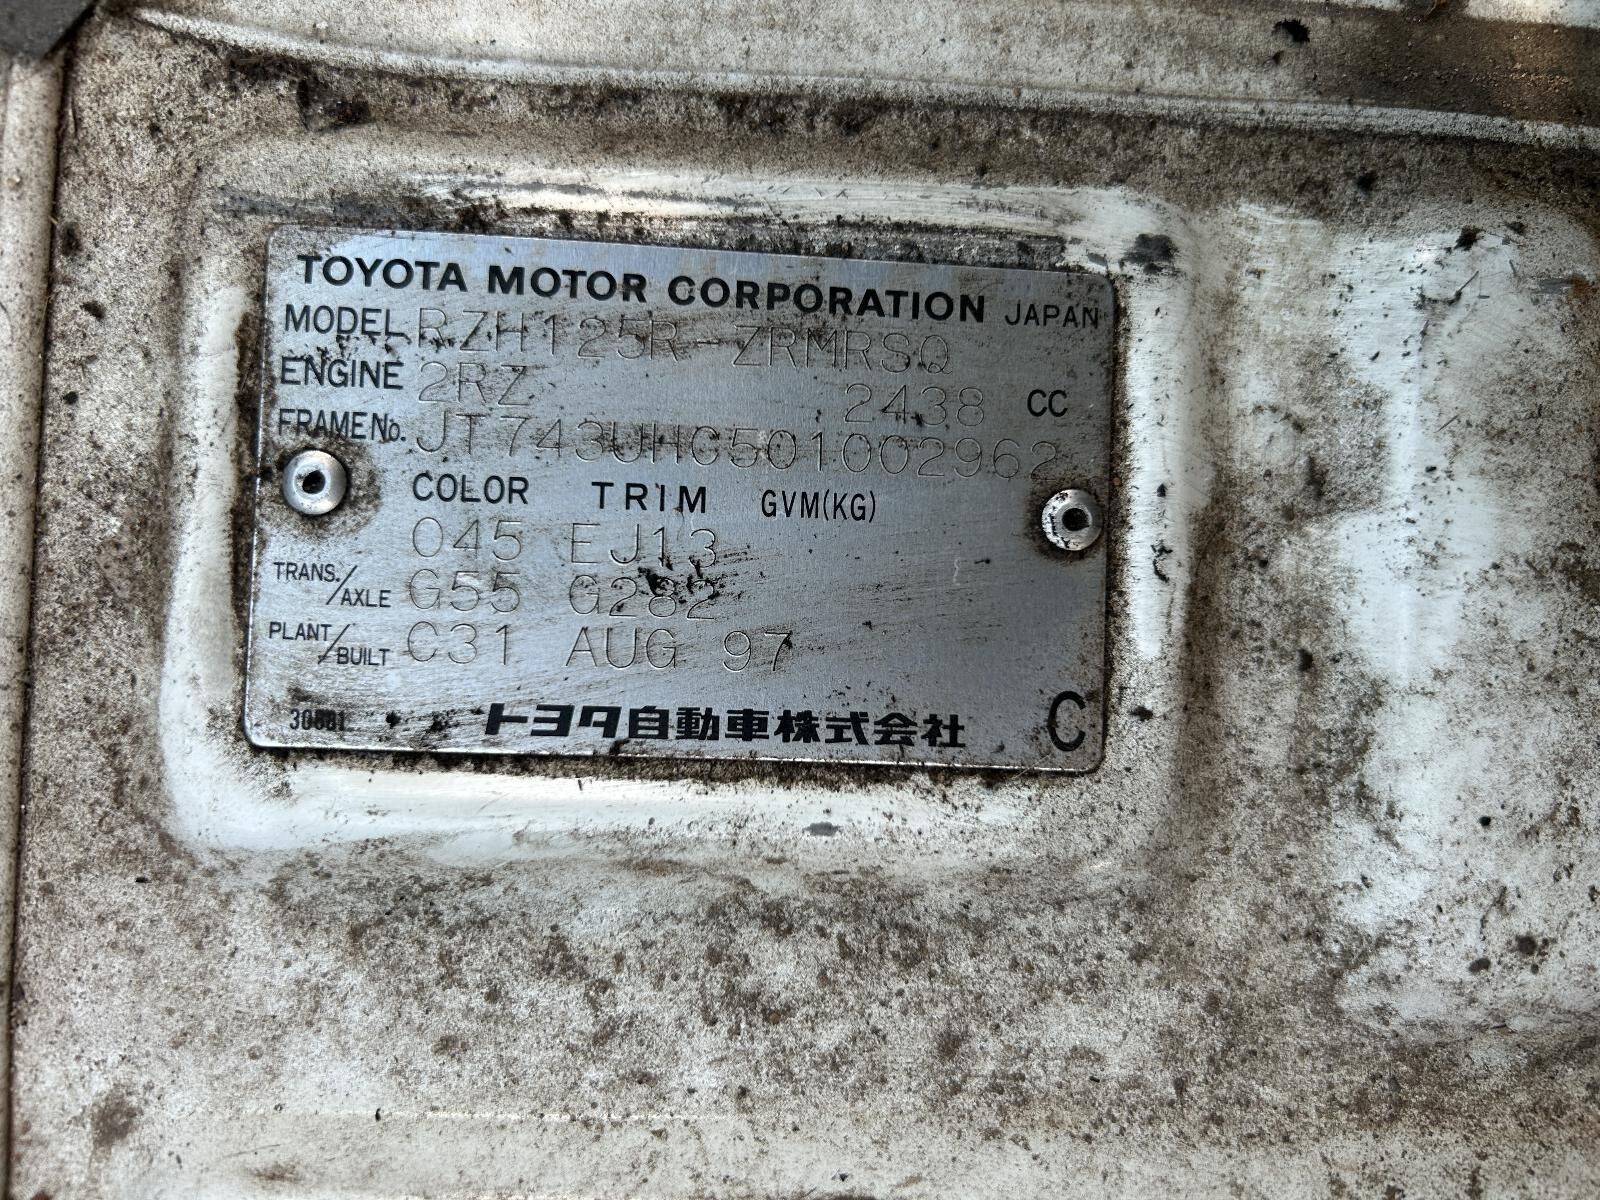 TOYOTA MOTOR CORPORATION JAPAN
MODEL RZH125R-ZRMRSQ
ENGINE 2RZ 2438 CC
FRAME No. JT743UHC501002962
COLOR TRIM GVM(KG)
045 EJ13
TRANS./AXLE G55 G282
PLANT/BUILT C31 AUG 97
トヨタ自動車株式会社 C